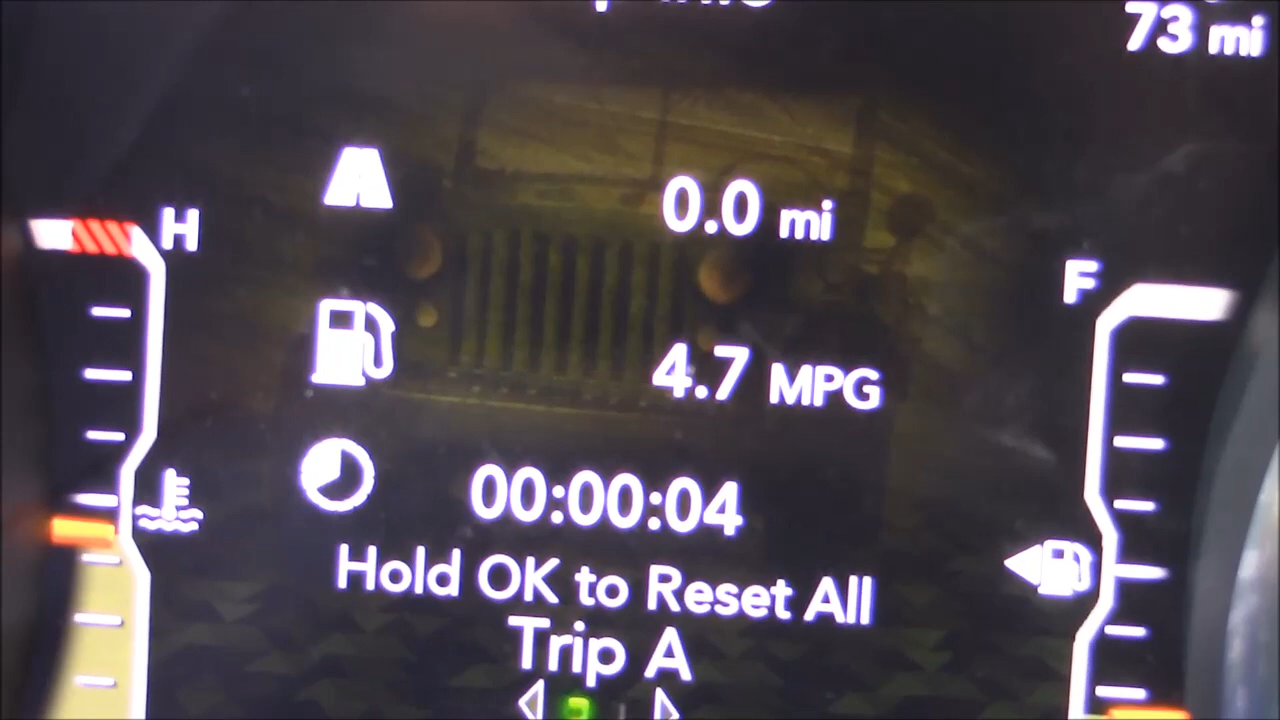 73 mi
0.0 mi
H
F
4.7 MPG
00:00:04
Hold OK to Reset All
Trip A